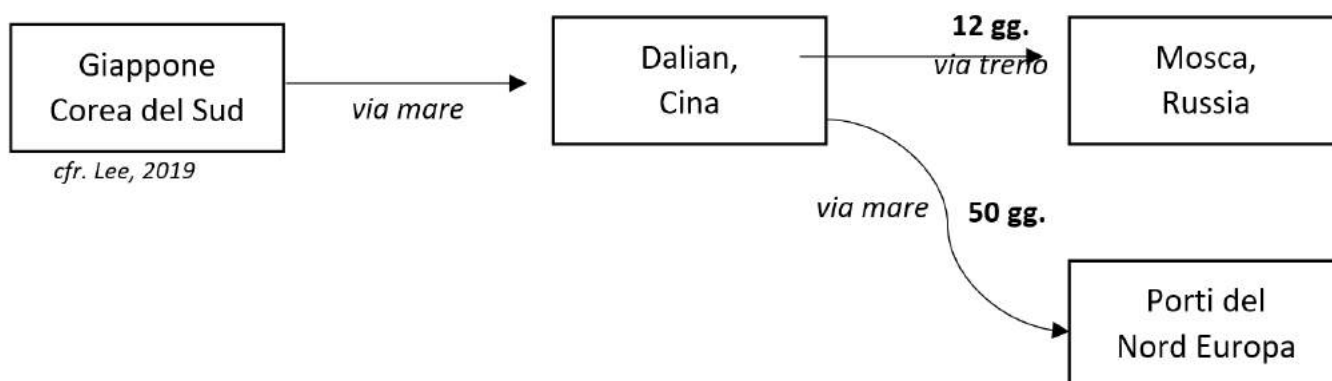 Giappone
Corea del Sud
cfr. Lee, 2019
via mare
Dalian,
Cina
12 gg.
via treno
Mosca,
Russia
via mare
50 gg.
Porti del
Nord Europa